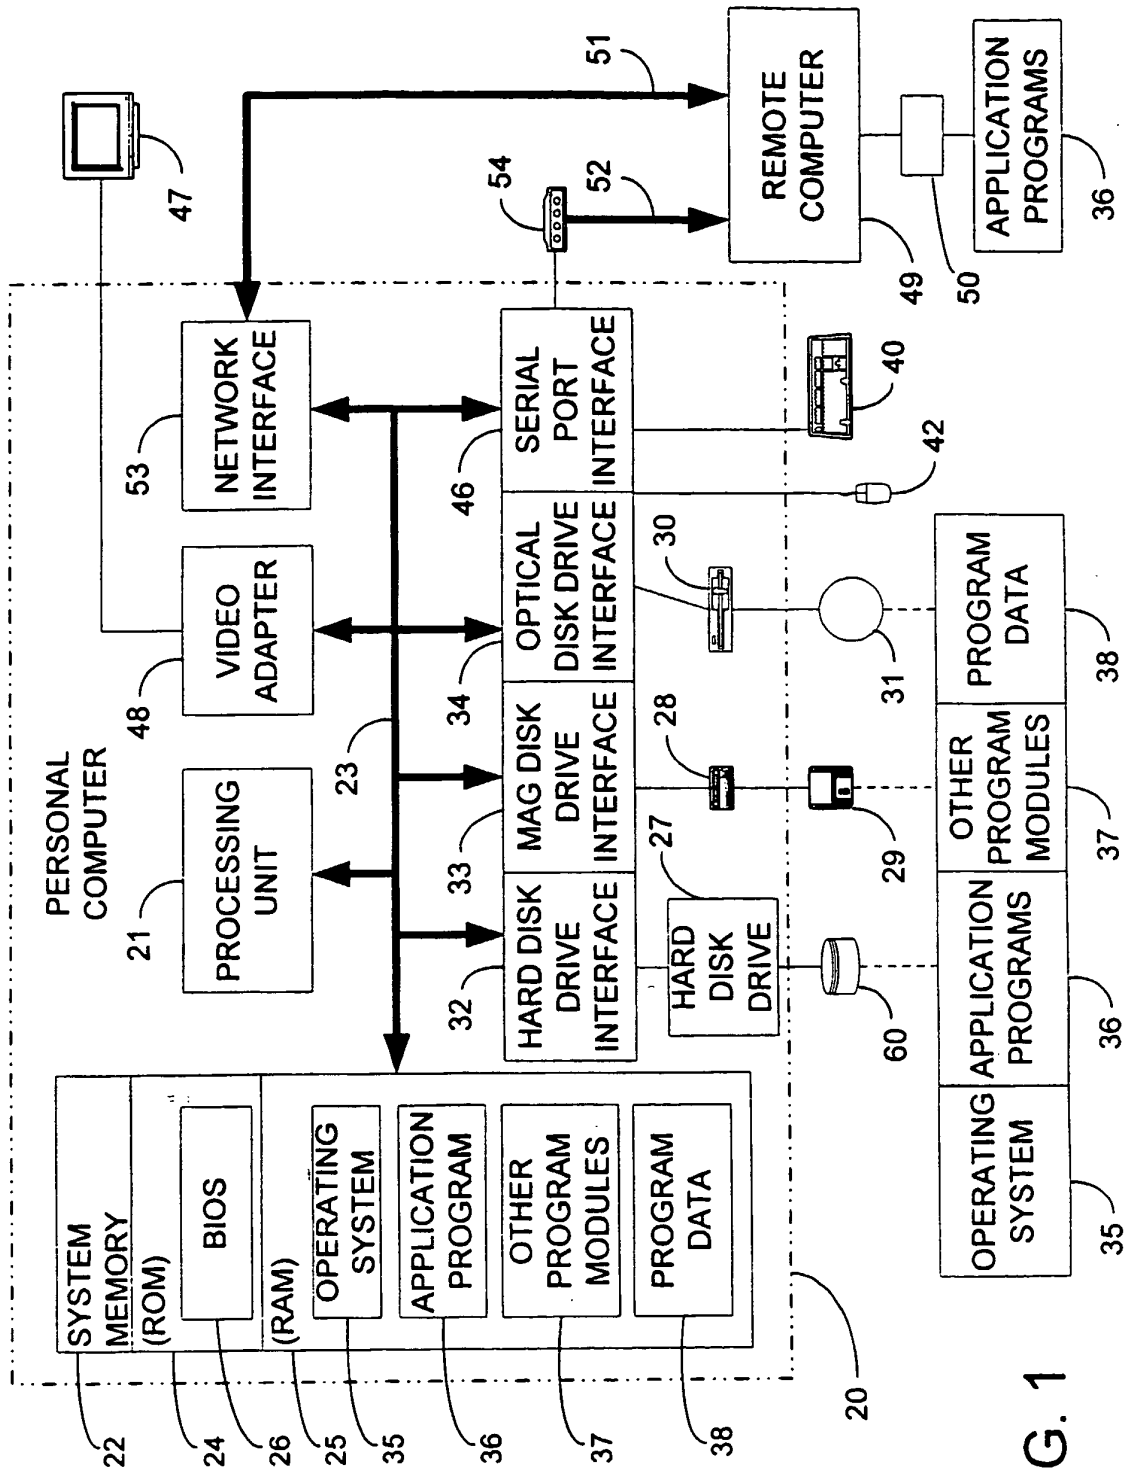 PERSONAL
COMPUTER
22
SYSTEM
MEMORY
24
(ROM)
26
BIOS
25
(RAM)
35
OPERATING
SYSTEM
36
APPLICATION
PROGRAM
37
OTHER
PROGRAM
MODULES
38
PROGRAM
DATA
20
21
PROCESSING
UNIT
48
VIDEO
ADAPTER
53
NETWORK
INTERFACE
47
23
32
HARD DISK
DRIVE
INTERFACE
33
MAG DISK
DRIVE
INTERFACE
34
OPTICAL
DISK DRIVE
INTERFACE
46
SERIAL
PORT
INTERFACE
54
52
51
27
HARD
DISK
DRIVE
28
30
60
29
31
42
40
REMOTE
COMPUTER
49
50
APPLICATION
PROGRAMS
36
OPERATING
SYSTEM
35
APPLICATION
PROGRAMS
36
OTHER
PROGRAM
MODULES
37
PROGRAM
DATA
38
G. 1